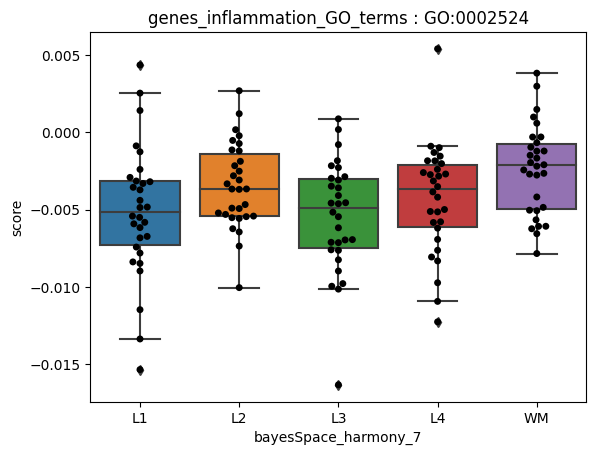 genes_inflammation_GO_terms : GO:0002524
0.005
0.000
−0.005
−0.010
−0.015
score
L1 L2 L3 L4 WM
bayesSpace_harmony_7